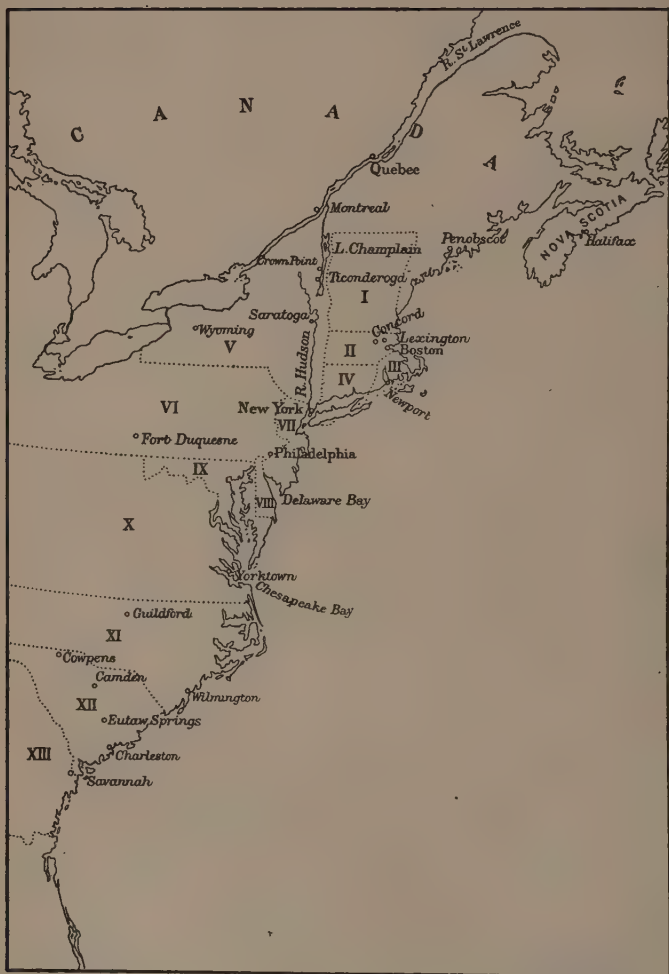 R. St Lawrence
CANADA
Quebec
Montreal
NOVA SCOTIA
Halifax
Penobscot
L. Champlain
Crown Point
Ticonderoga
I
Saratoga
Wyoming
V
Concord
Lexington
Boston
II
III
IV
R. Hudson
Newport
VI
New York
VII
Fort Duquesne
Philadelphia
IX
VIII
Delaware Bay
X
Yorktown
Chesapeake Bay
Guildford
XI
Cowpens
Camden
Wilmington
XII
Eutaw Springs
XIII
Charleston
Savannah